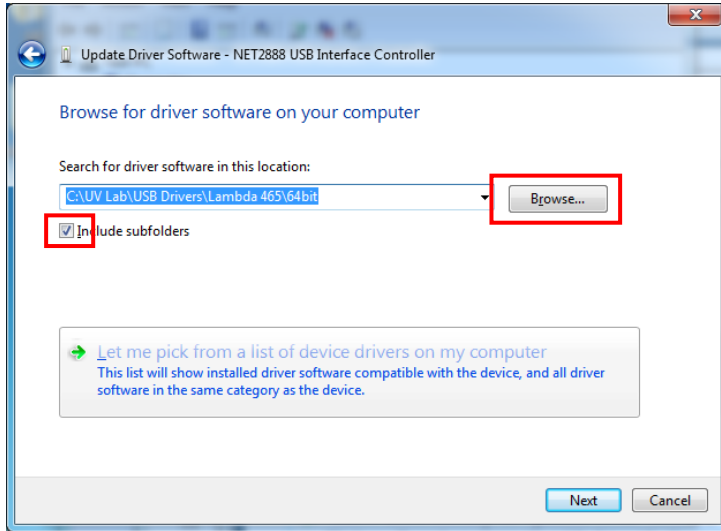 Update Driver Software - NET2888 USB Interface Controller
Browse for driver software on your computer
Search for driver software in this location:
C:\UV Lab\USB Drivers\Lambda 465\64bit
Browse...
Include subfolders
Let me pick from a list of device drivers on my computer
This list will show installed driver software compatible with the device, and all driver
software in the same category as the device.
Next
Cancel